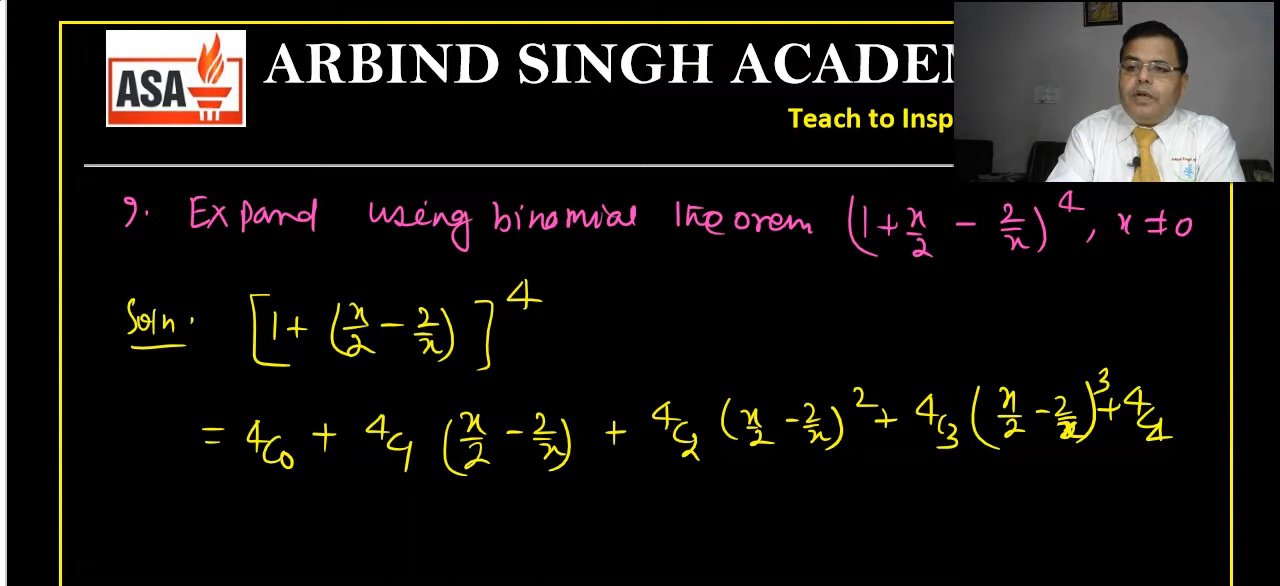 ASA
ARBIND SINGH ACADEM
Teach to Insp
9. Expand using binomial theorem (1 + x/2 − 2/x)^4, x ≠ 0
Soln. [1 + (x/2 − 2/x)]^4
= 4C0 + 4C1 (x/2 − 2/x) + 4C2 (x/2 − 2/x)^2 + 4C3 (x/2 − 2/x)^3 + 4C4